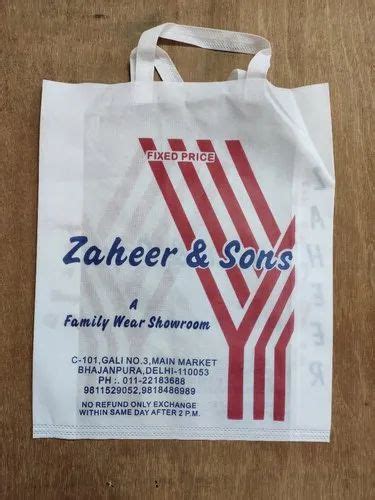 FIXED PRICE
Zaheer & Sons
A
Family Wear Showroom
C-101,GALI NO.3,MAIN MARKET
BHAJANPURA,DELHI-110053
PH :. 011-22183688
9811529052,9818486989
NO REFUND ONLY EXCHANGE
WITHIN SAME DAY AFTER 2 P.M.
ZAHEER